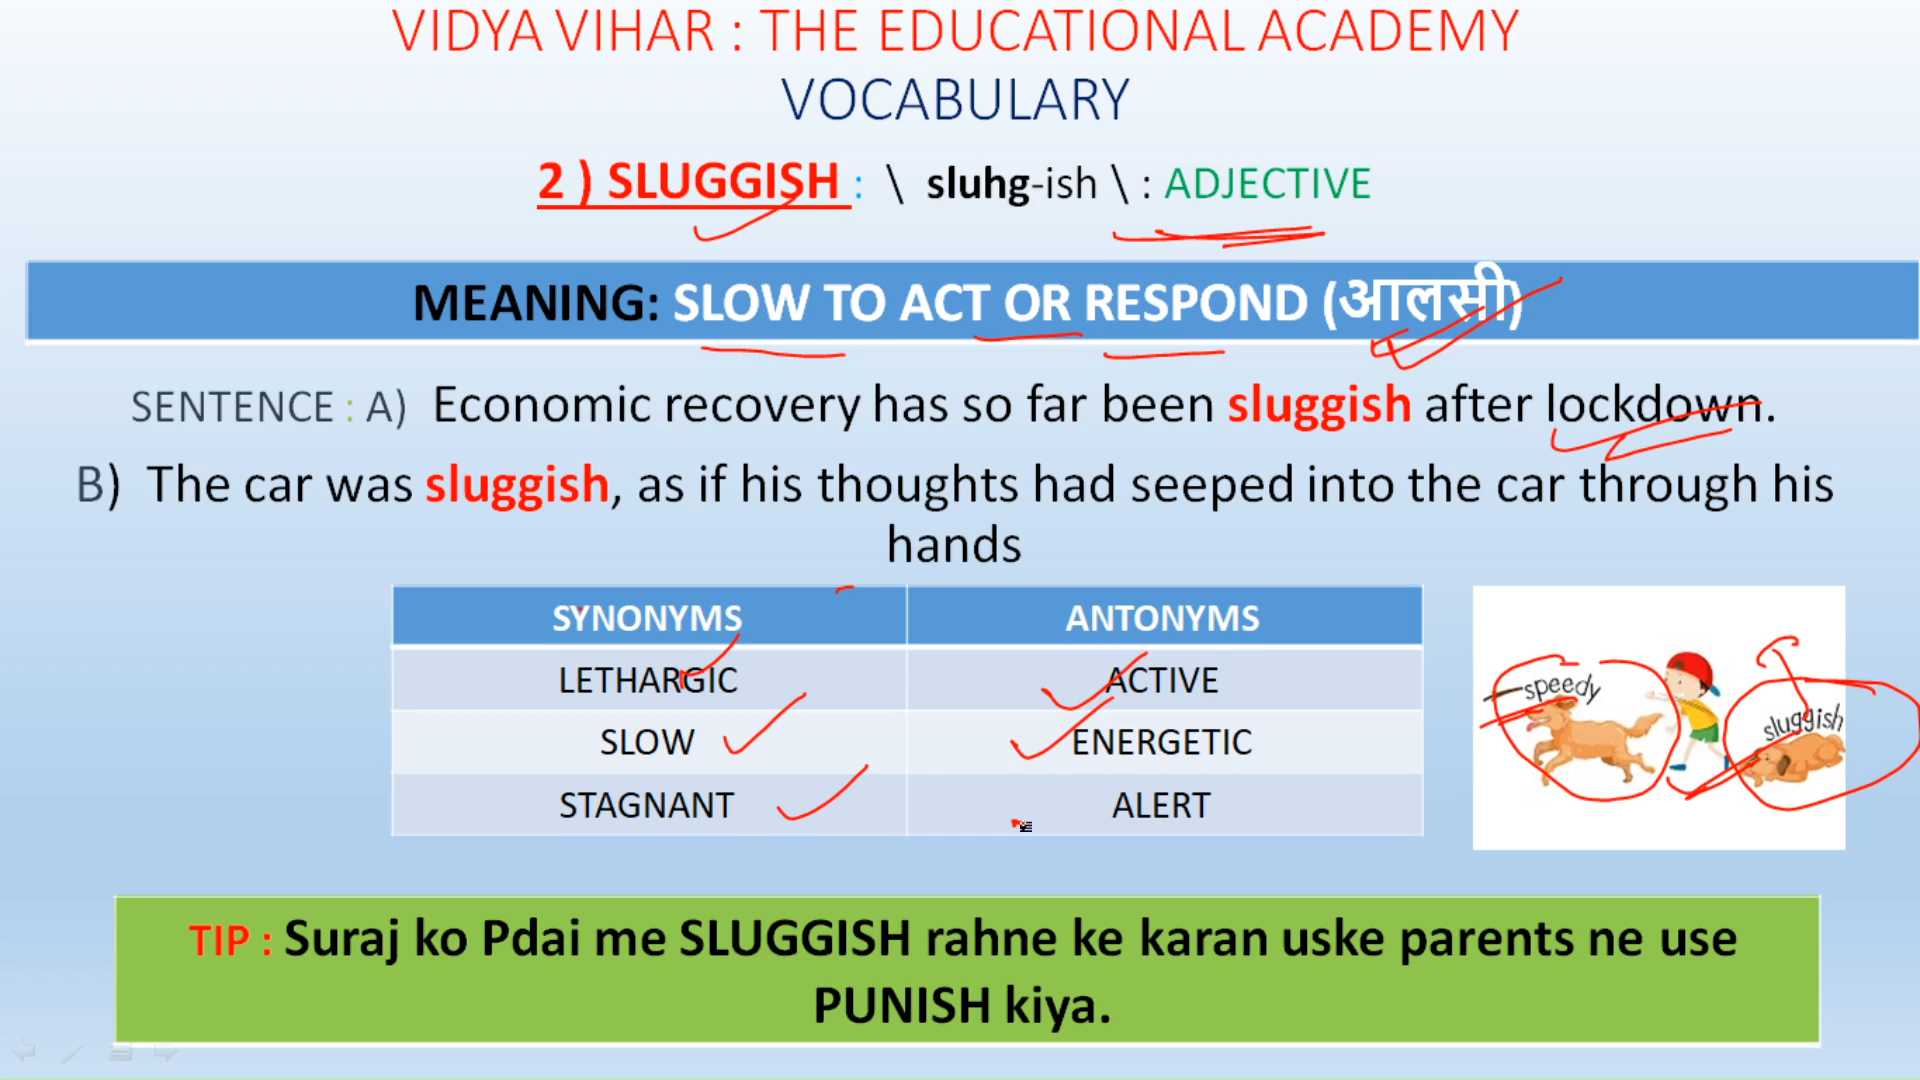 VIDYA VIHAR : THE EDUCATIONAL ACADEMY
VOCABULARY
2 ) SLUGGISH : \ sluhg-ish \ : ADJECTIVE
MEANING: SLOW TO ACT OR RESPOND (आलसी)
SENTENCE : A) Economic recovery has so far been sluggish after lockdown.
B) The car was sluggish, as if his thoughts had seeped into the car through his
hands
SYNONYMS ANTONYMS
LETHARGIC ACTIVE
SLOW ENERGETIC
STAGNANT ALERT
speedy
sluggish
TIP : Suraj ko Pdai me SLUGGISH rahne ke karan uske parents ne use
PUNISH kiya.